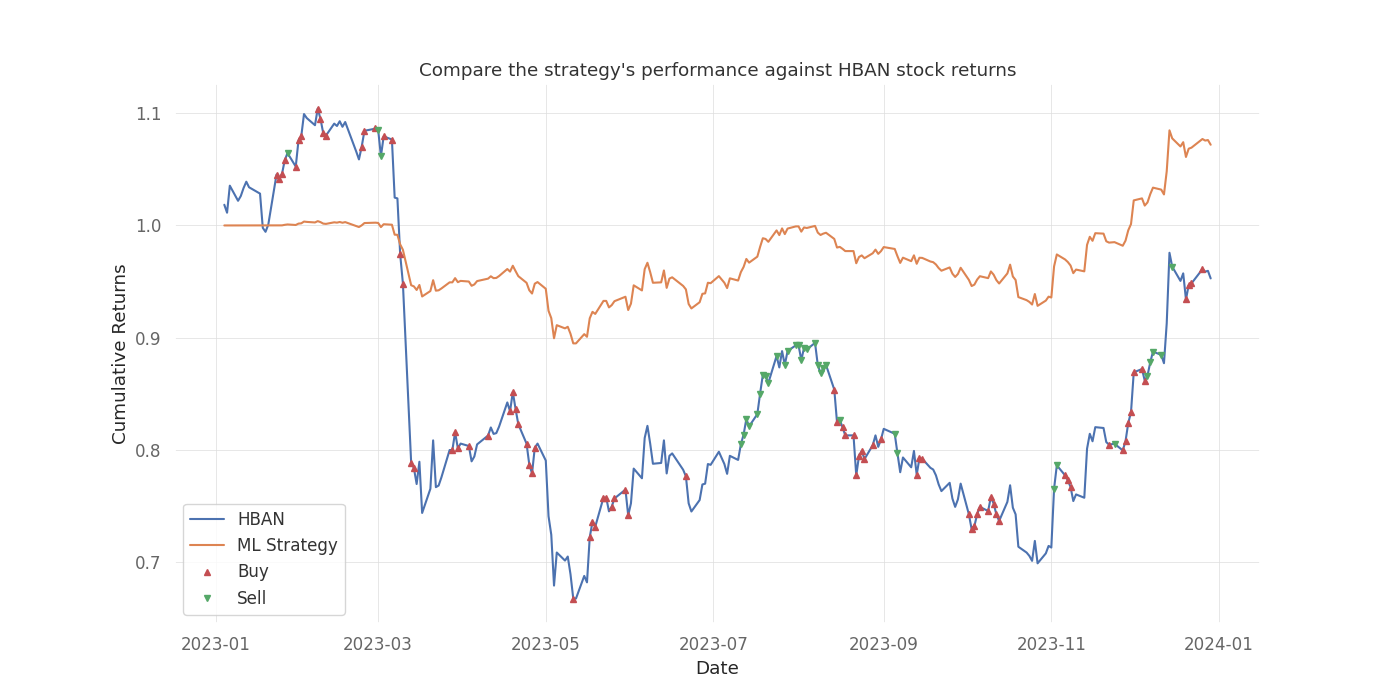 Compare the strategy's performance against HBAN stock returns
Cumulative Returns
1.1
1.0
0.9
0.8
0.7
HBAN
ML Strategy
Buy
Sell
2023-01
2023-03
2023-05
2023-07
2023-09
2023-11
2024-01
Date